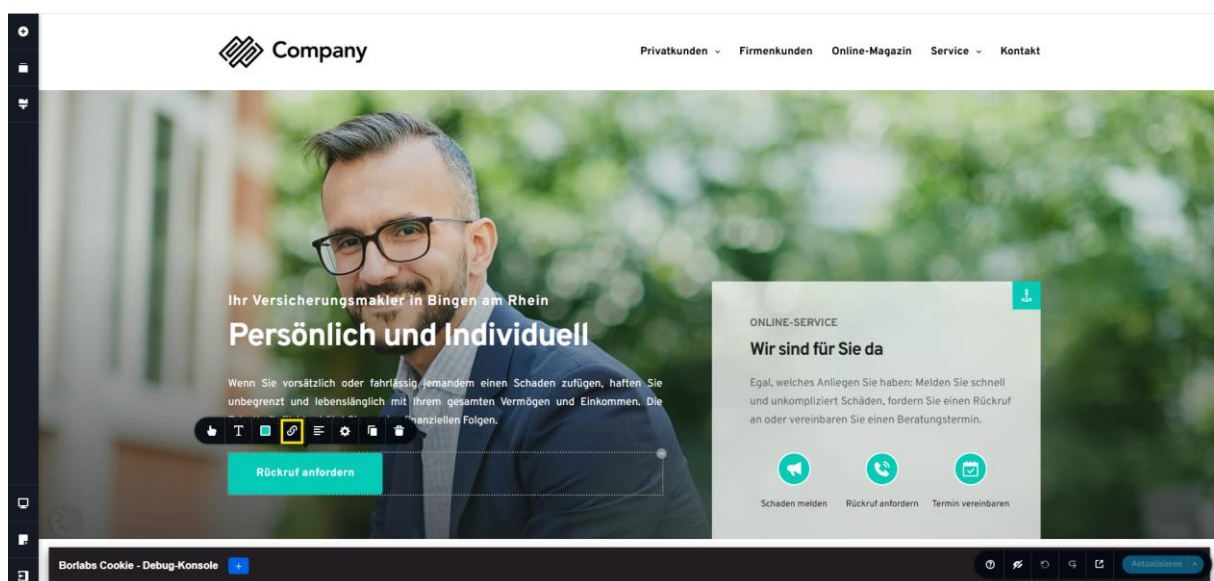 Company
Privatkunden
Firmenkunden
Online-Magazin
Service
Kontakt
Ihr Versicherungsmakler in Bingen am Rhein
Persönlich und Individuell
Wenn Sie vorsätzlich oder fahrlässig jemandem einen Schaden zufügen, haften Sie
unbegrenzt und lebenslänglich mit Ihrem gesamten Vermögen und Einkommen. Die
finanziellen Folgen.
T
Rückruf anfordern
ONLINE-SERVICE
Wir sind für Sie da
Egal, welches Anliegen Sie haben: Melden Sie schnell
und unkompliziert Schäden, fordern Sie einen Rückruf
an oder vereinbaren Sie einen Beratungstermin.
Schaden melden
Rückruf anfordern
Termin vereinbaren
Borlabs Cookie - Debug-Konsole
Aktualisieren